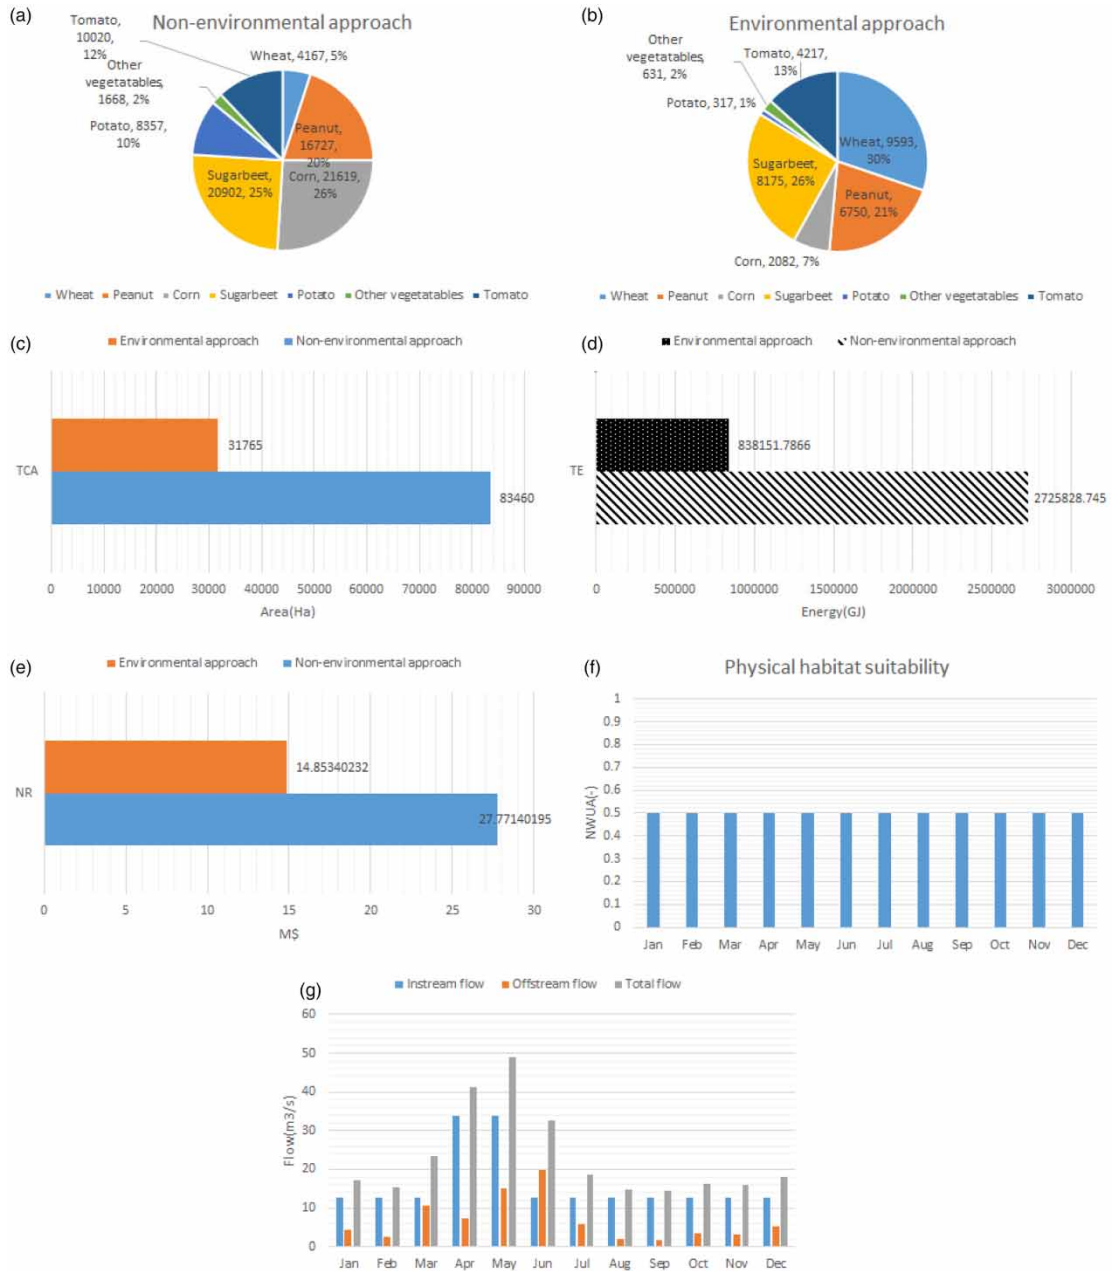 (a)
Non-environmental approach
Tomato,
10020,
12%
Wheat, 4167, 5%
Other
vegetatables,
1668, 2%
Peanut,
16727,
20%
Potato, 8357,
10%
Sugarbeet,
20902, 25%
Corn, 21619,
26%
Wheat Peanut Corn Sugarbeet Potato Other vegetatables Tomato
(b)
Environmental approach
Other
vegetatables,
631, 2%
Tomato, 4217,
13%
Potato, 317, 1%
Wheat, 9593,
30%
Sugarbeet,
8175, 26%
Peanut,
6750, 21%
Corn, 2082, 7%
Wheat Peanut Corn Sugarbeet Potato Other vegetatables Tomato
(c)
Environmental approach Non-environmental approach
31765
TCA
83460
0 10000 20000 30000 40000 50000 60000 70000 80000 90000
Area(Ha)
(d)
Environmental approach Non-environmental approach
838151.7866
TE
2725828.745
0 500000 1000000 1500000 2000000 2500000 3000000
Energy(GJ)
(e)
Environmental approach Non-environmental approach
14.85340232
NR
27.77140195
0 5 10 15 20 25 30
M$
(f)
Physical habitat suitability
1
0.9
0.8
0.7
0.6
0.5
0.4
0.3
0.2
0.1
0
NWUA(-)
Jan Feb Mar Apr May Jun Jul Aug Sep Oct Nov Dec
(g)
Instream flow Offstream flow Total flow
60
50
40
30
20
10
0
Flow(m3/s)
Jan Feb Mar Apr May Jun Jul Aug Sep Oct Nov Dec